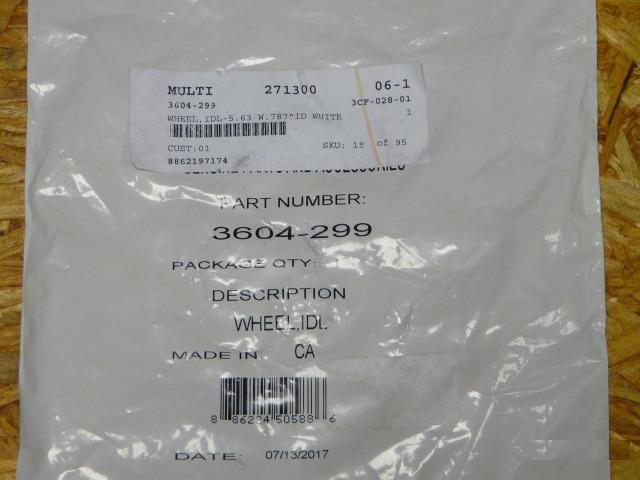 MULTI 271300 06-1
3604-299 3CF-028-01
WHEEL,IDL-5.63 W.787"ID WHITE 1
CUST:01 SKU: 19 of 95
8882197174
PART NUMBER:
3604-299
PACKAGE QTY:
DESCRIPTION
WHEEL,IDL.
MADE IN: CA
8 86224 50588 6
DATE: 07/13/2017